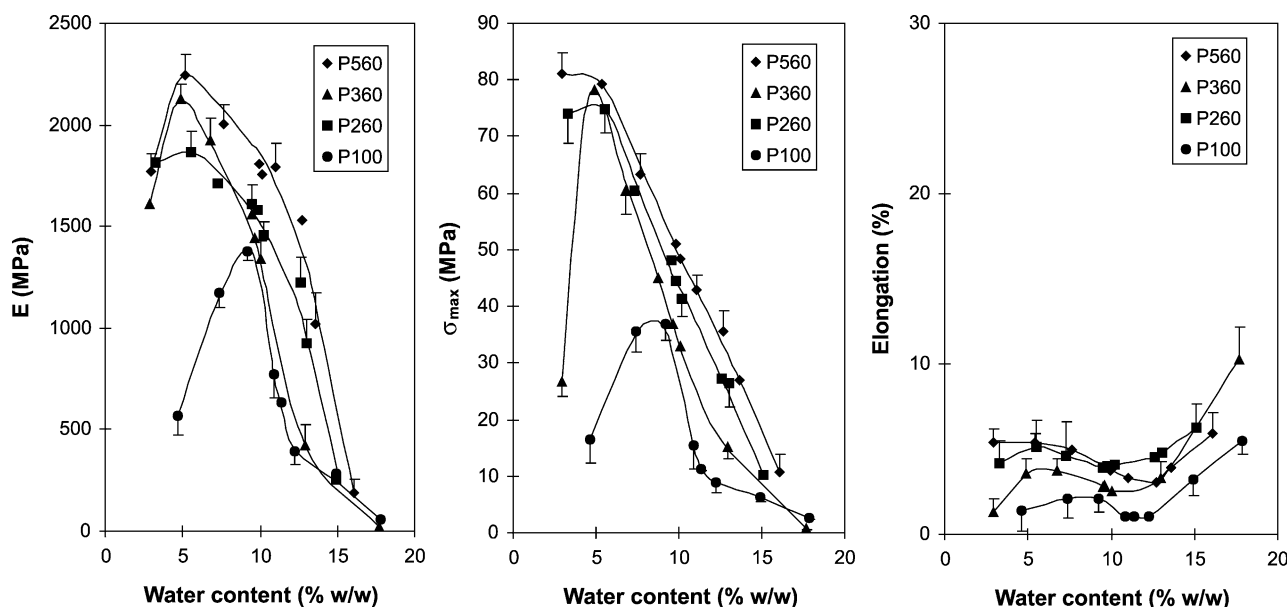 2500
2000
1500
1000
500
0
E (MPa)
0 5 10 15 20
Water content (% w/w)
P560
P360
P260
P100
90
80
70
60
50
40
30
20
10
0
σmax (MPa)
0 5 10 15 20
Water content (% w/w)
P560
P360
P260
P100
30
20
10
0
Elongation (%)
0 5 10 15 20
Water content (% w/w)
P560
P360
P260
P100